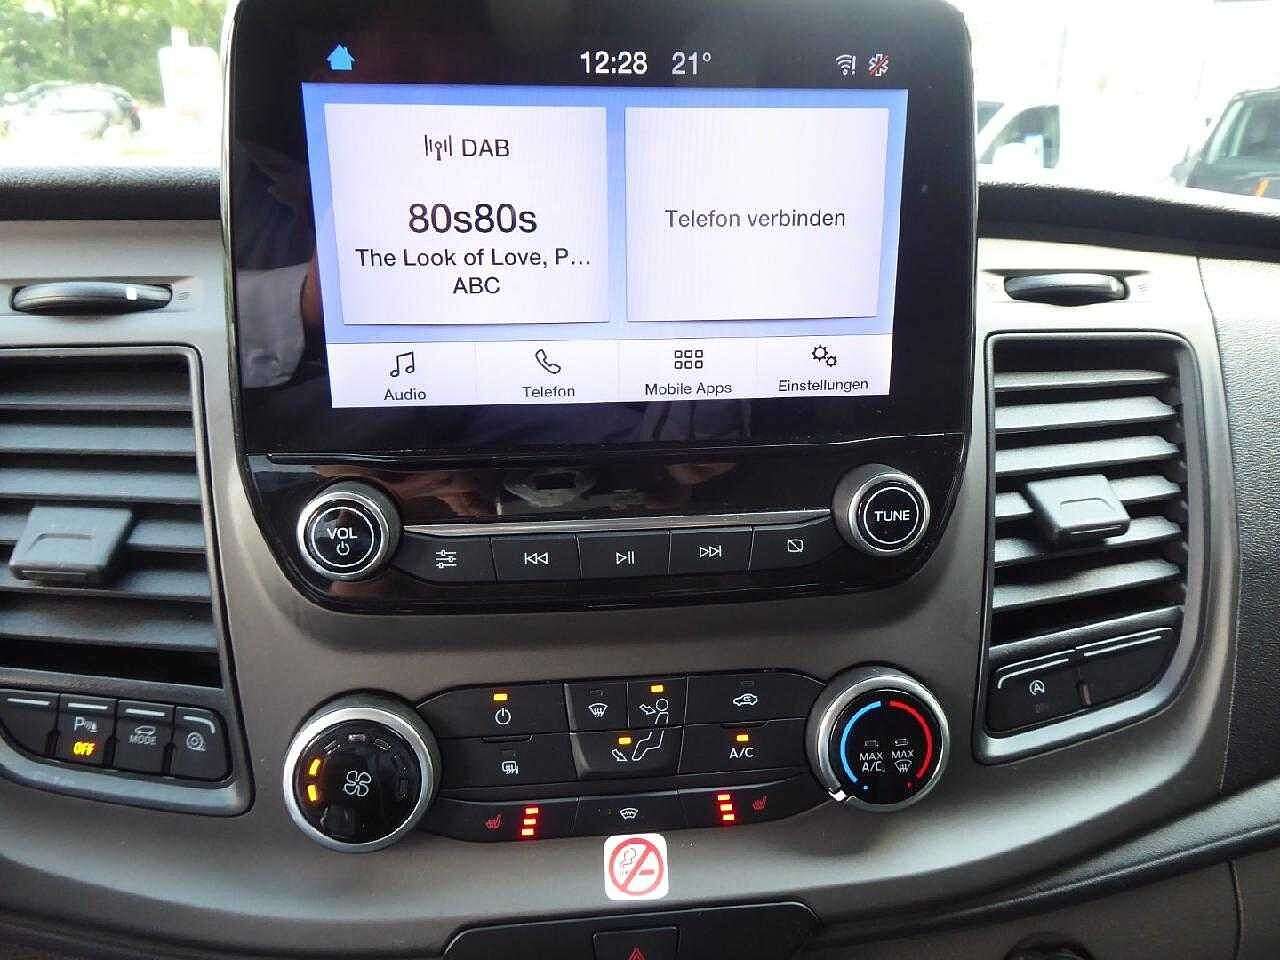 12:28 21°
DAB
80s80s
The Look of Love, P...
ABC
Telefon verbinden
Audio
Telefon
Mobile Apps
Einstellungen
VOL
TUNE
P
OFF
MODE
A/C
MAX
A/C
MAX